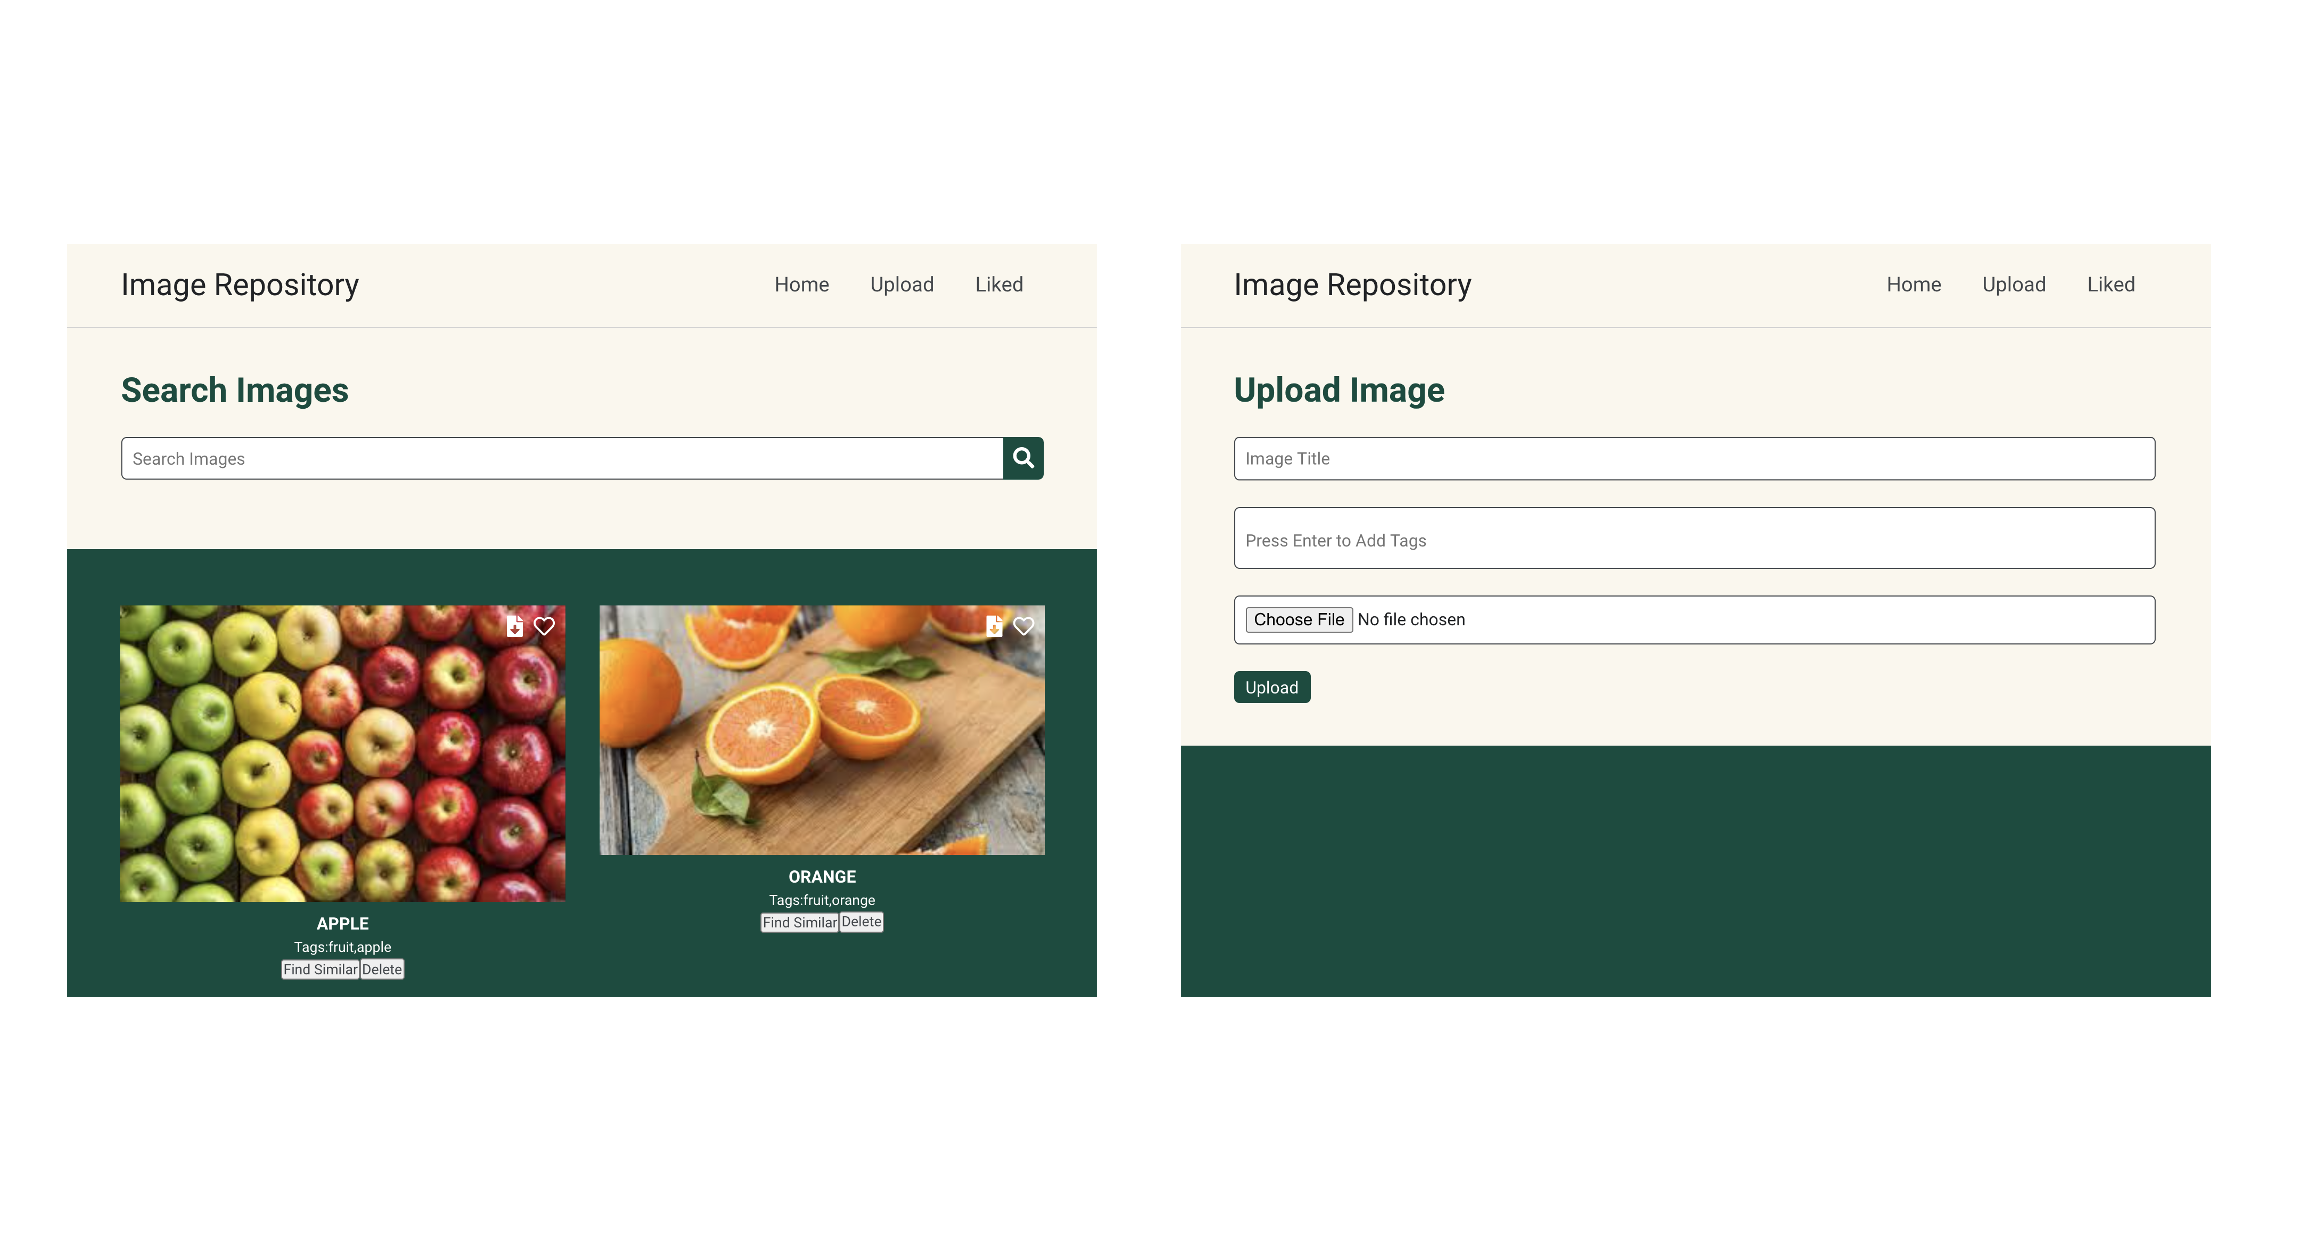 Image Repository
Home Upload Liked
Search Images
Search Images
APPLE
Tags:fruit,apple
Find Similar Delete
ORANGE
Tags:fruit,orange
Find Similar Delete
Image Repository
Home Upload Liked
Upload Image
Image Title
Press Enter to Add Tags
Choose File No file chosen
Upload